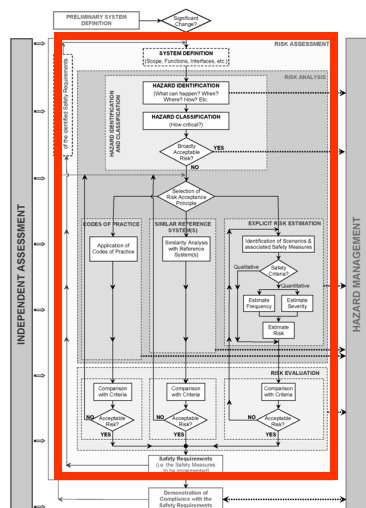 PRELIMINARY SYSTEM
DEFINITION
Significant
Change?
RISK ASSESSMENT
SYSTEM DEFINITION
(Scope, Functions, Interfaces, etc.)
RISK ANALYSIS
HAZARD IDENTIFICATION
AND CLASSIFICATION
HAZARD IDENTIFICATION
(What can happen? When?
Where? How? Etc.
HAZARD CLASSIFICATION
(How critical?)
Broadly
Acceptable
Risk?
YES
NO
of the identified Safety Requirements
Selection of
Risk Acceptance
Principle
CODES OF PRACTICE
Application of
Codes of Practice
SIMILAR REFERENCE
SYSTEM(S)
Similarity Analysis
with Reference
System(s)
EXPLICIT RISK ESTIMATION
Identification of Scenarios &
associated Safety Measures
Qualitative
Safety
Criteria?
Quantitative
Estimate
Frequency
Estimate
Severity
Estimate
Risk
RISK EVALUATION
Comparison
with Criteria
Comparison
with Criteria
Comparison
with Criteria
NO
Acceptable
Risk?
YES
NO
Acceptable
Risk?
YES
NO
Acceptable
Risk?
YES
Safety Requirements
(i.e. the Safety Measures
to be implemented)
Demonstration of
Compliance with the
Safety Requirements
INDEPENDENT ASSESSMENT
HAZARD MANAGEMENT